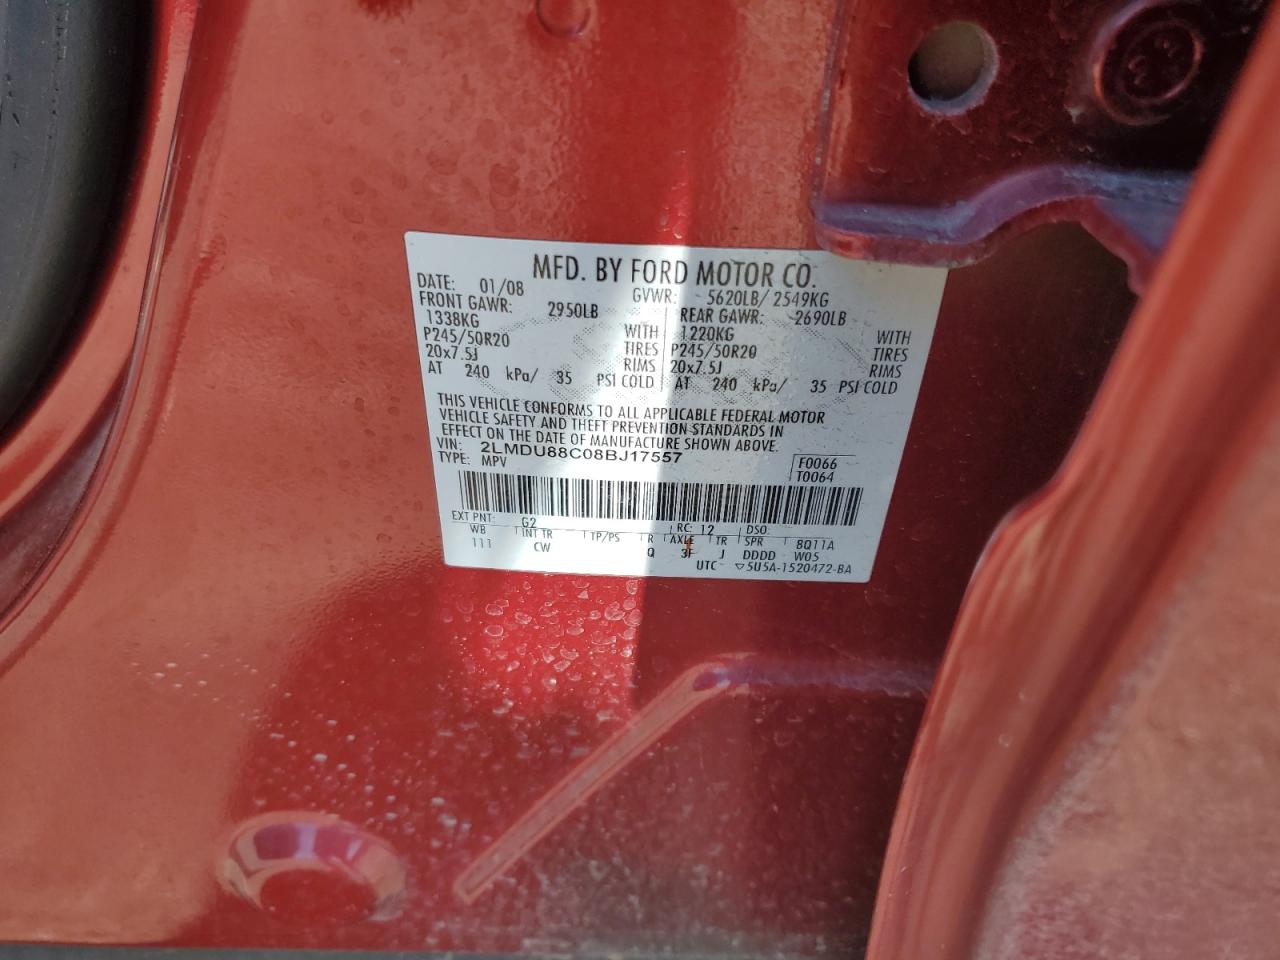 MFD. BY FORD MOTOR CO.
DATE: 01/08 GVWR: 5620LB/ 2549KG
FRONT GAWR: 2950LB REAR GAWR: 2690LB
1338KG WITH 1220KG WITH
P245/50R20 TIRES P245/50R20 TIRES
20x7.5J RIMS 20x7.5J RIMS
AT 240 kPa/ 35 PSI COLD AT 240 kPa/ 35 PSI COLD
THIS VEHICLE CONFORMS TO ALL APPLICABLE FEDERAL MOTOR
VEHICLE SAFETY AND THEFT PREVENTION STANDARDS IN
EFFECT ON THE DATE OF MANUFACTURE SHOWN ABOVE.
VIN: 2LMDU88C08BJ17557
TYPE: MPV F0066
T0064
EXT PNT: G2 RC: 12 DSO:
WB INT TR TP/PS R AXLE TR SPR 8Q11A
111 CW Q 3F J DDDD W05
UTC ▽5U5A-1520472-BA